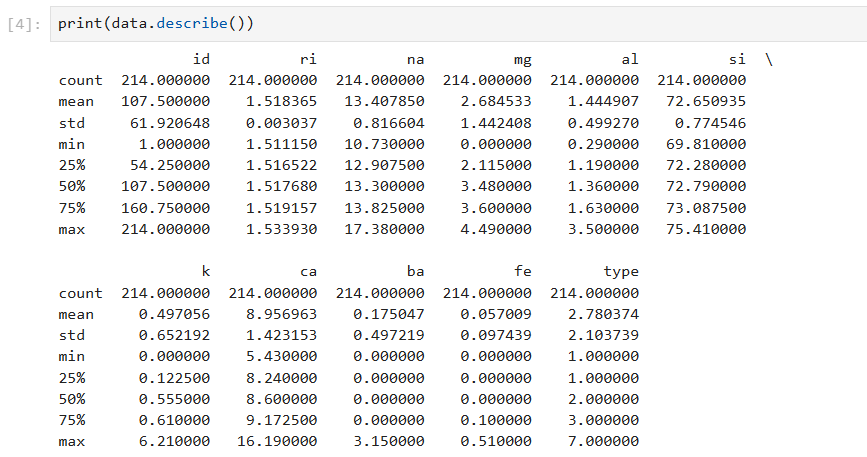 [4]: print(data.describe())
id ri na mg al si \
count 214.000000 214.000000 214.000000 214.000000 214.000000 214.000000
mean 107.500000 1.518365 13.407850 2.684533 1.444907 72.650935
std 61.920648 0.003037 0.816604 1.442408 0.499270 0.774546
min 1.000000 1.511150 10.730000 0.000000 0.290000 69.810000
25% 54.250000 1.516522 12.907500 2.115000 1.190000 72.280000
50% 107.500000 1.517680 13.300000 3.480000 1.360000 72.790000
75% 160.750000 1.519157 13.825000 3.600000 1.630000 73.087500
max 214.000000 1.533930 17.380000 4.490000 3.500000 75.410000
k ca ba fe type
count 214.000000 214.000000 214.000000 214.000000 214.000000
mean 0.497056 8.956963 0.175047 0.057009 2.780374
std 0.652192 1.423153 0.497219 0.097439 2.103739
min 0.000000 5.430000 0.000000 0.000000 1.000000
25% 0.122500 8.240000 0.000000 0.000000 1.000000
50% 0.555000 8.600000 0.000000 0.000000 2.000000
75% 0.610000 9.172500 0.000000 0.100000 3.000000
max 6.210000 16.190000 3.150000 0.510000 7.000000